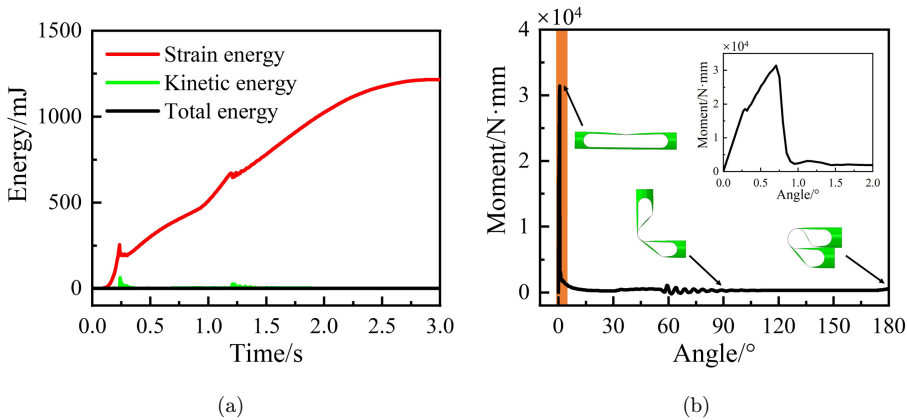 1500
1000
500
0
Energy/mJ
Strain energy
Kinetic energy
Total energy
0.0 0.5 1.0 1.5 2.0 2.5 3.0
Time/s
(a)
×10⁴
4
3
2
1
0
Moment/N·mm
0 30 60 90 120 150 180
Angle/°
×10⁴
3
2
1
0
Moment/N·mm
0.0 0.5 1.0 1.5 2.0
Angle/°
(b)